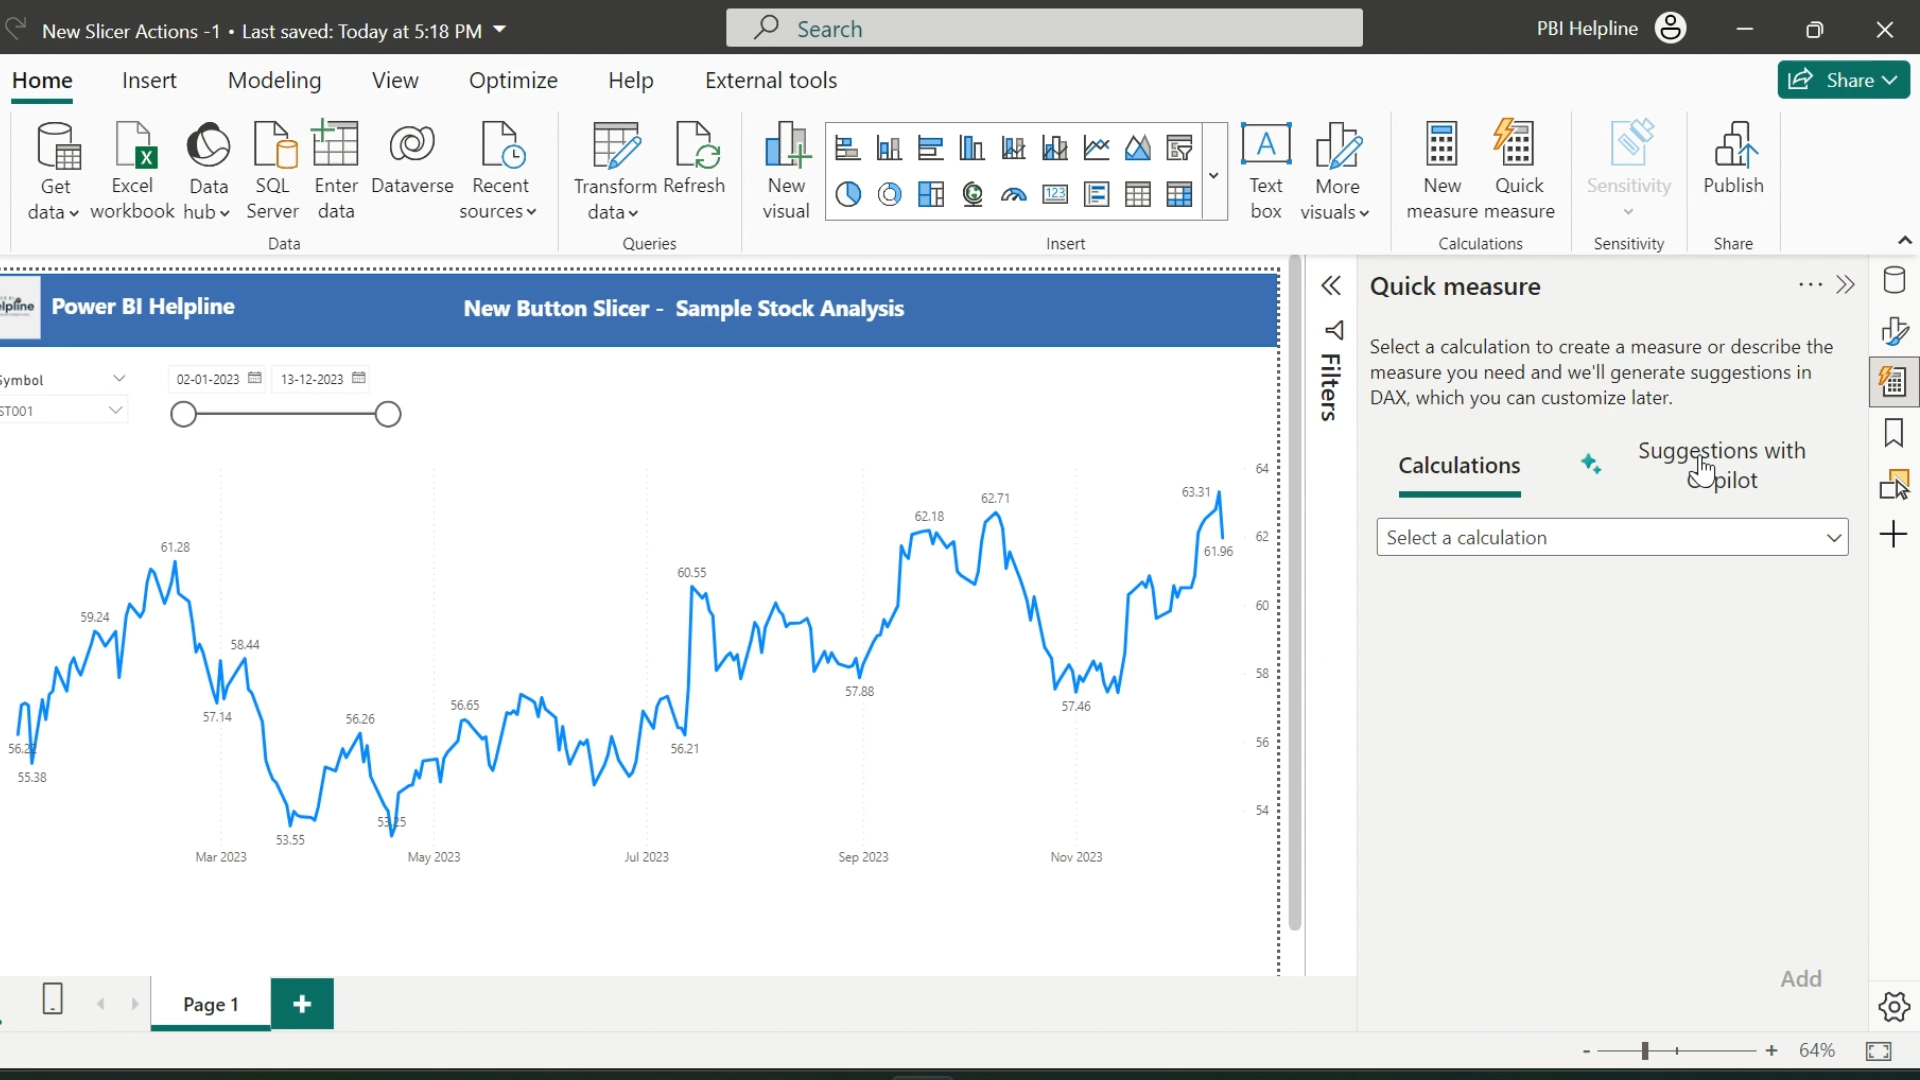 New Slicer Actions -1 • Last saved: Today at 5:18 PM
Search
PBI Helpline
Home
Insert
Modeling
View
Optimize
Help
External tools
Share
Get data
Excel workbook
Data hub
SQL Server
Enter data
Dataverse
Recent sources
Transform data
Refresh
New visual
Text box
More visuals
New measure
Quick measure
Sensitivity
Publish
Data
Queries
Insert
Calculations
Sensitivity
Share
elpline
Power BI Helpline
New Button Slicer - Sample Stock Analysis
ymbol
ST001
02-01-2023
13-12-2023
64
62
60
58
56
54
56.22
55.38
59.24
61.28
57.14
58.44
53.55
56.26
53.25
56.65
56.21
60.55
57.88
62.18
62.71
57.46
63.31
61.96
Mar 2023
May 2023
Jul 2023
Sep 2023
Nov 2023
Filters
Quick measure
Select a calculation to create a measure or describe the
measure you need and we'll generate suggestions in
DAX, which you can customize later.
Calculations
Suggestions with
pilot
Select a calculation
Add
Page 1
64%